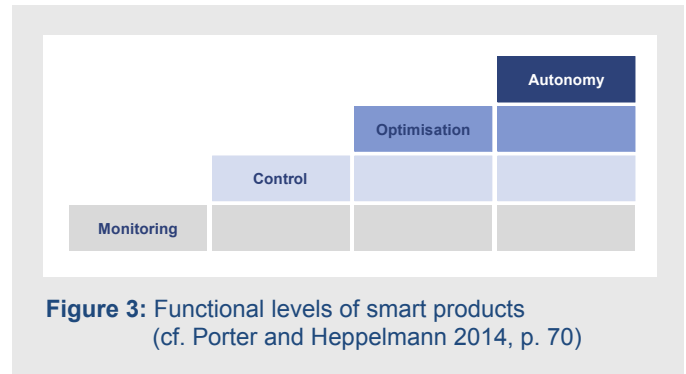 Autonomy
Optimisation
Control
Monitoring
Figure 3: Functional levels of smart products
(cf. Porter and Heppelmann 2014, p. 70)